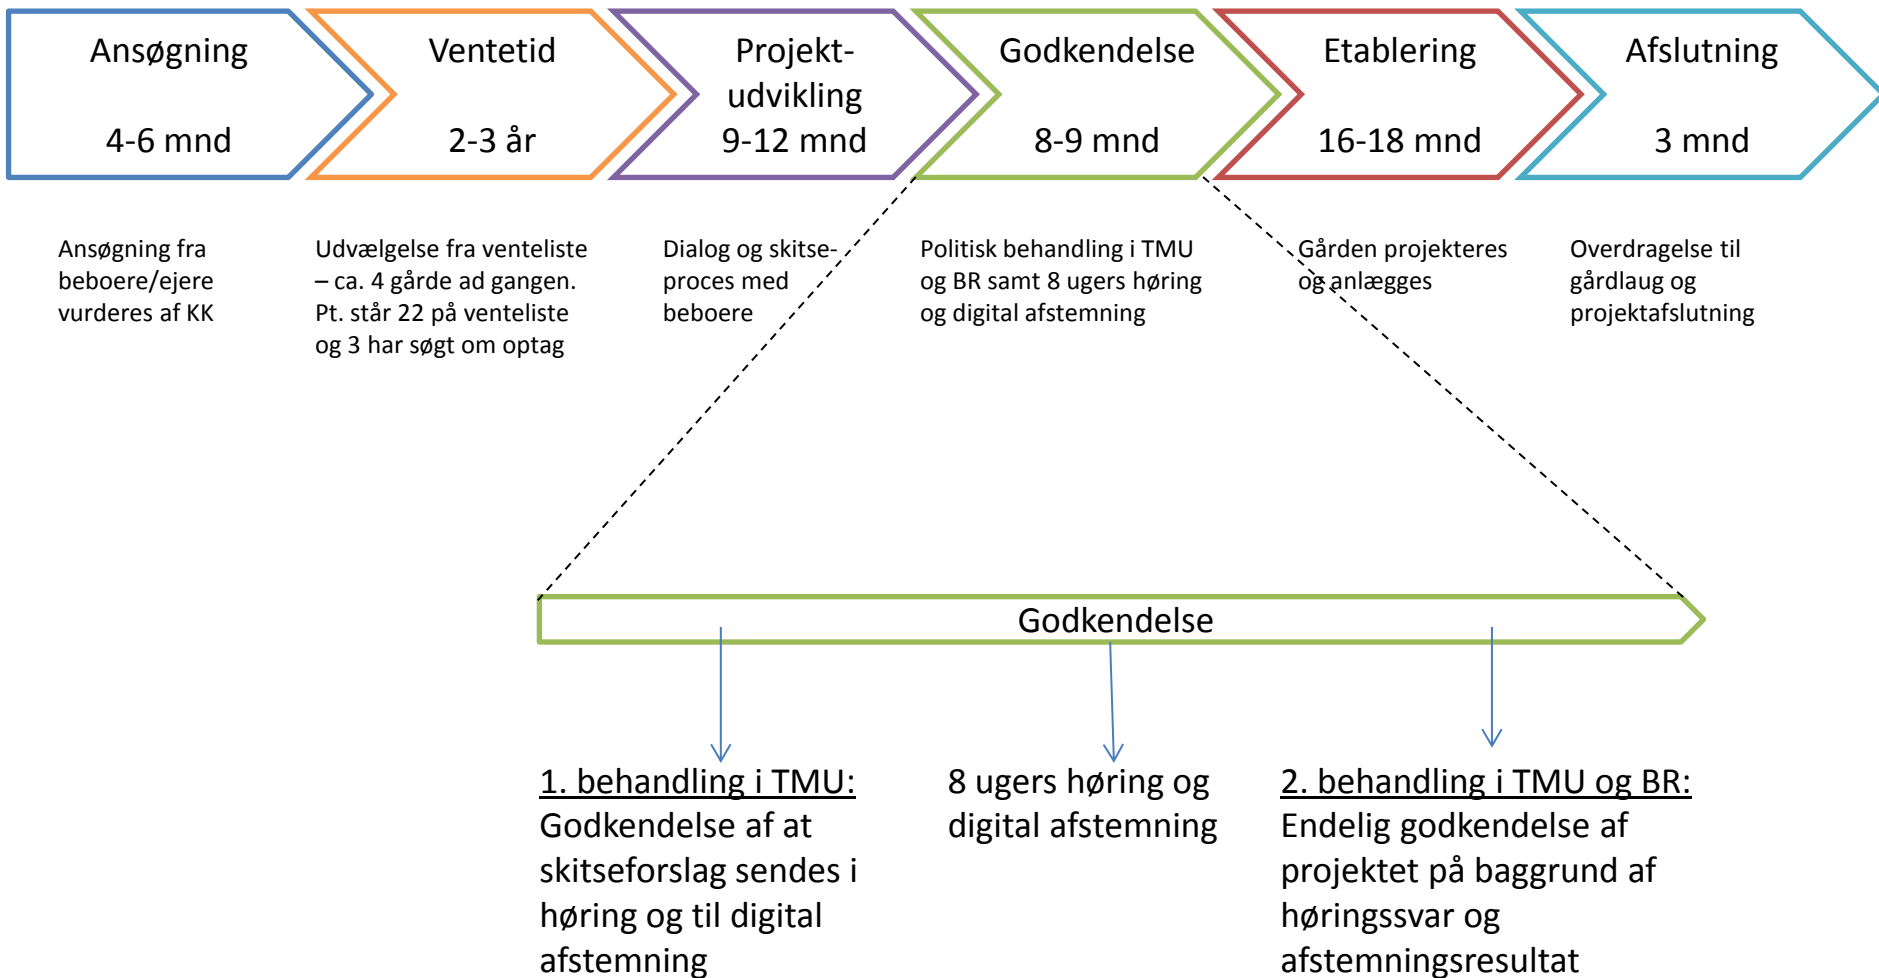 Ansøgning
4-6 mnd
Ventetid
2-3 år
Projekt-
udvikling
9-12 mnd
Godkendelse
8-9 mnd
Etablering
16-18 mnd
Afslutning
3 mnd
Ansøgning fra
beboere/ejere
vurderes af KK
Udvælgelse fra venteliste
– ca. 4 gårde ad gangen.
Pt. står 22 på venteliste
og 3 har søgt om optag
Dialog og skitse-
proces med
beboere
Politisk behandling i TMU
og BR samt 8 ugers høring
og digital afstemning
Gården projekteres
og anlægges
Overdragelse til
gårdlaug og
projektafslutning
Godkendelse
1. behandling i TMU:
Godkendelse af at
skitseforslag sendes i
høring og til digital
afstemning
8 ugers høring og
digital afstemning
2. behandling i TMU og BR:
Endelig godkendelse af
projektet på baggrund af
høringssvar og
afstemningsresultat